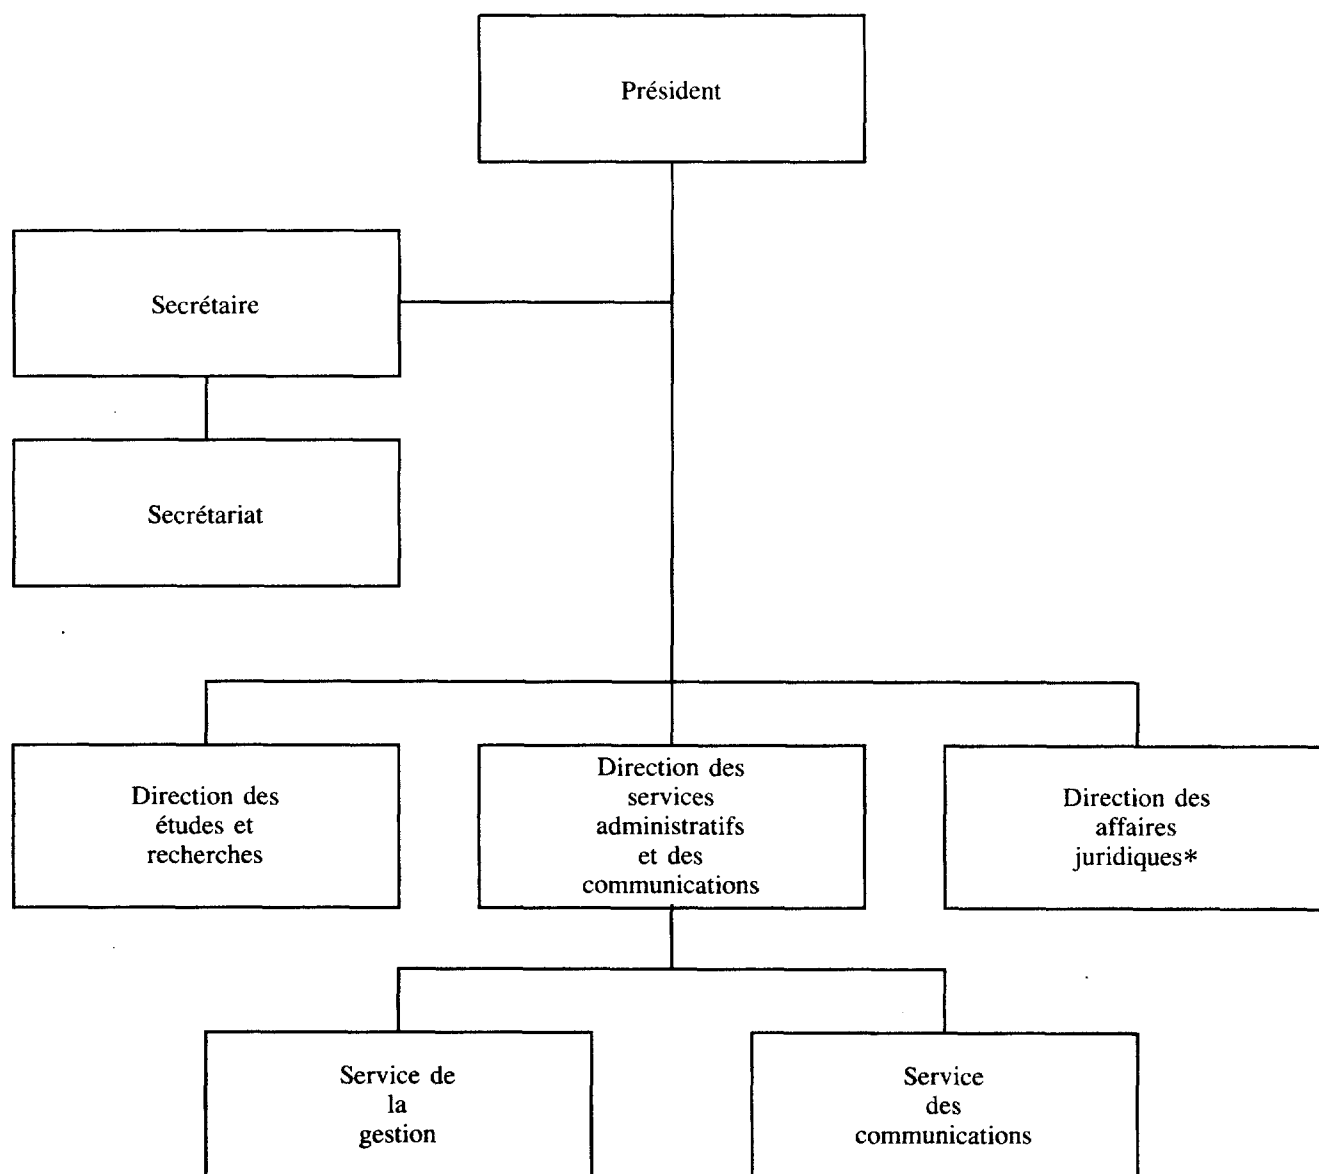 Président
Secrétaire
Secrétariat
Direction des
études et
recherches
Direction des
services
administratifs
et des
communications
Direction des
affaires
juridiques*
Service de
la
gestion
Service
des
communications